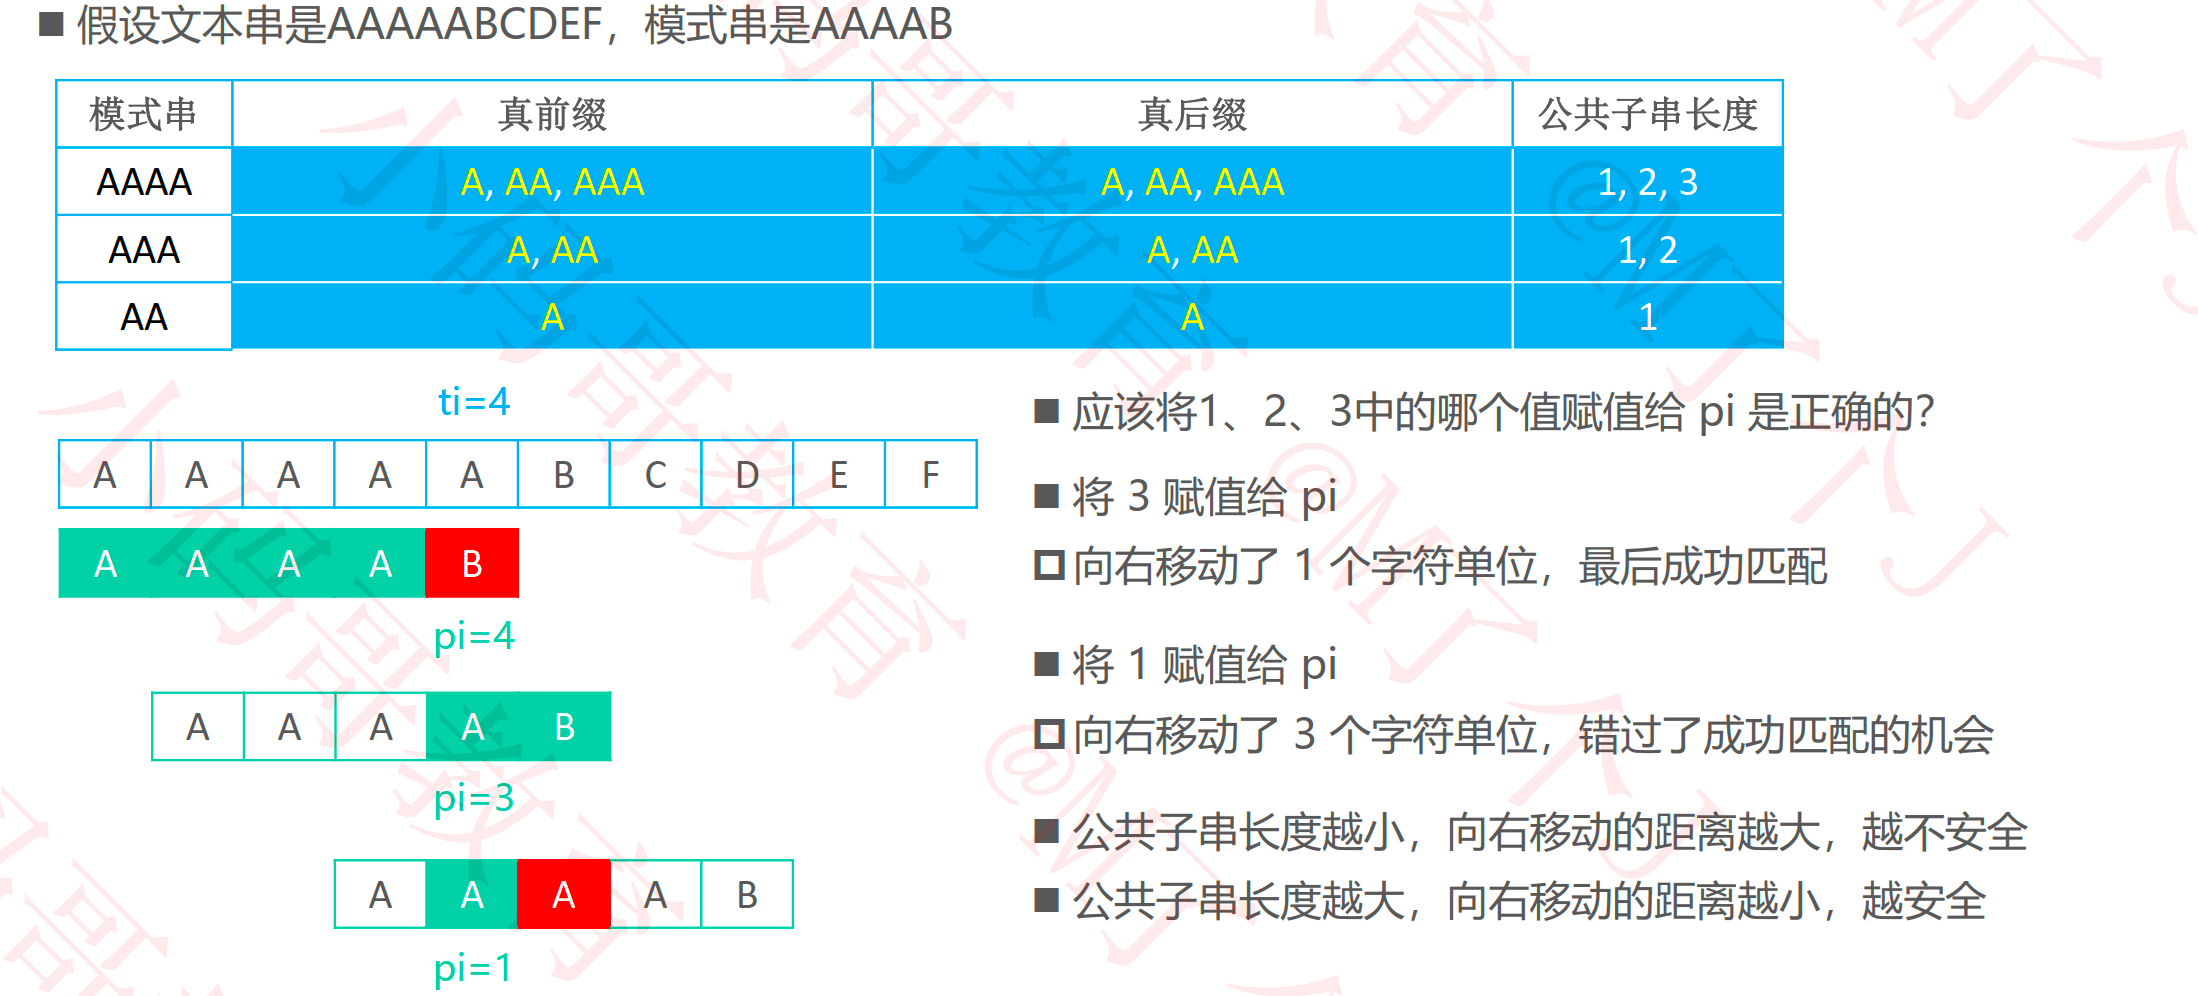 ■ 假设文本串是AAAAABCDEF，模式串是AAAAB
模式串 真前缀 真后缀 公共子串长度
AAAA A, AA, AAA A, AA, AAA 1, 2, 3
AAA A, AA A, AA 1, 2
AA A A 1
ti=4
A A A A A B C D E F
A A A A B
pi=4
A A A A B
pi=3
A A A A B
pi=1
■ 应该将1、2、3中的哪个值赋值给 pi 是正确的？
■ 将 3 赋值给 pi
向右移动了 1 个字符单位，最后成功匹配
■ 将 1 赋值给 pi
向右移动了 3 个字符单位，错过了成功匹配的机会
■ 公共子串长度越小，向右移动的距离越大，越不安全
■ 公共子串长度越大，向右移动的距离越小，越安全
小码哥教育 @M了个J